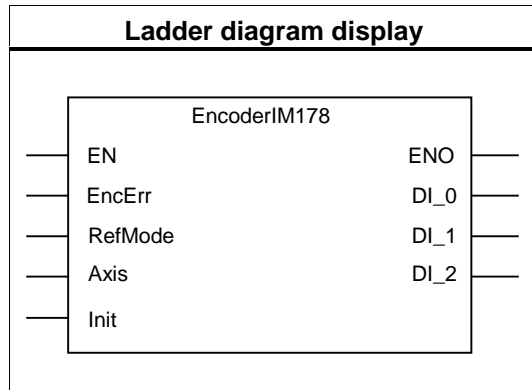 Ladder diagram display
EncoderIM178
EN ENO
EncErr DI_0
RefMode DI_1
Axis DI_2
Init